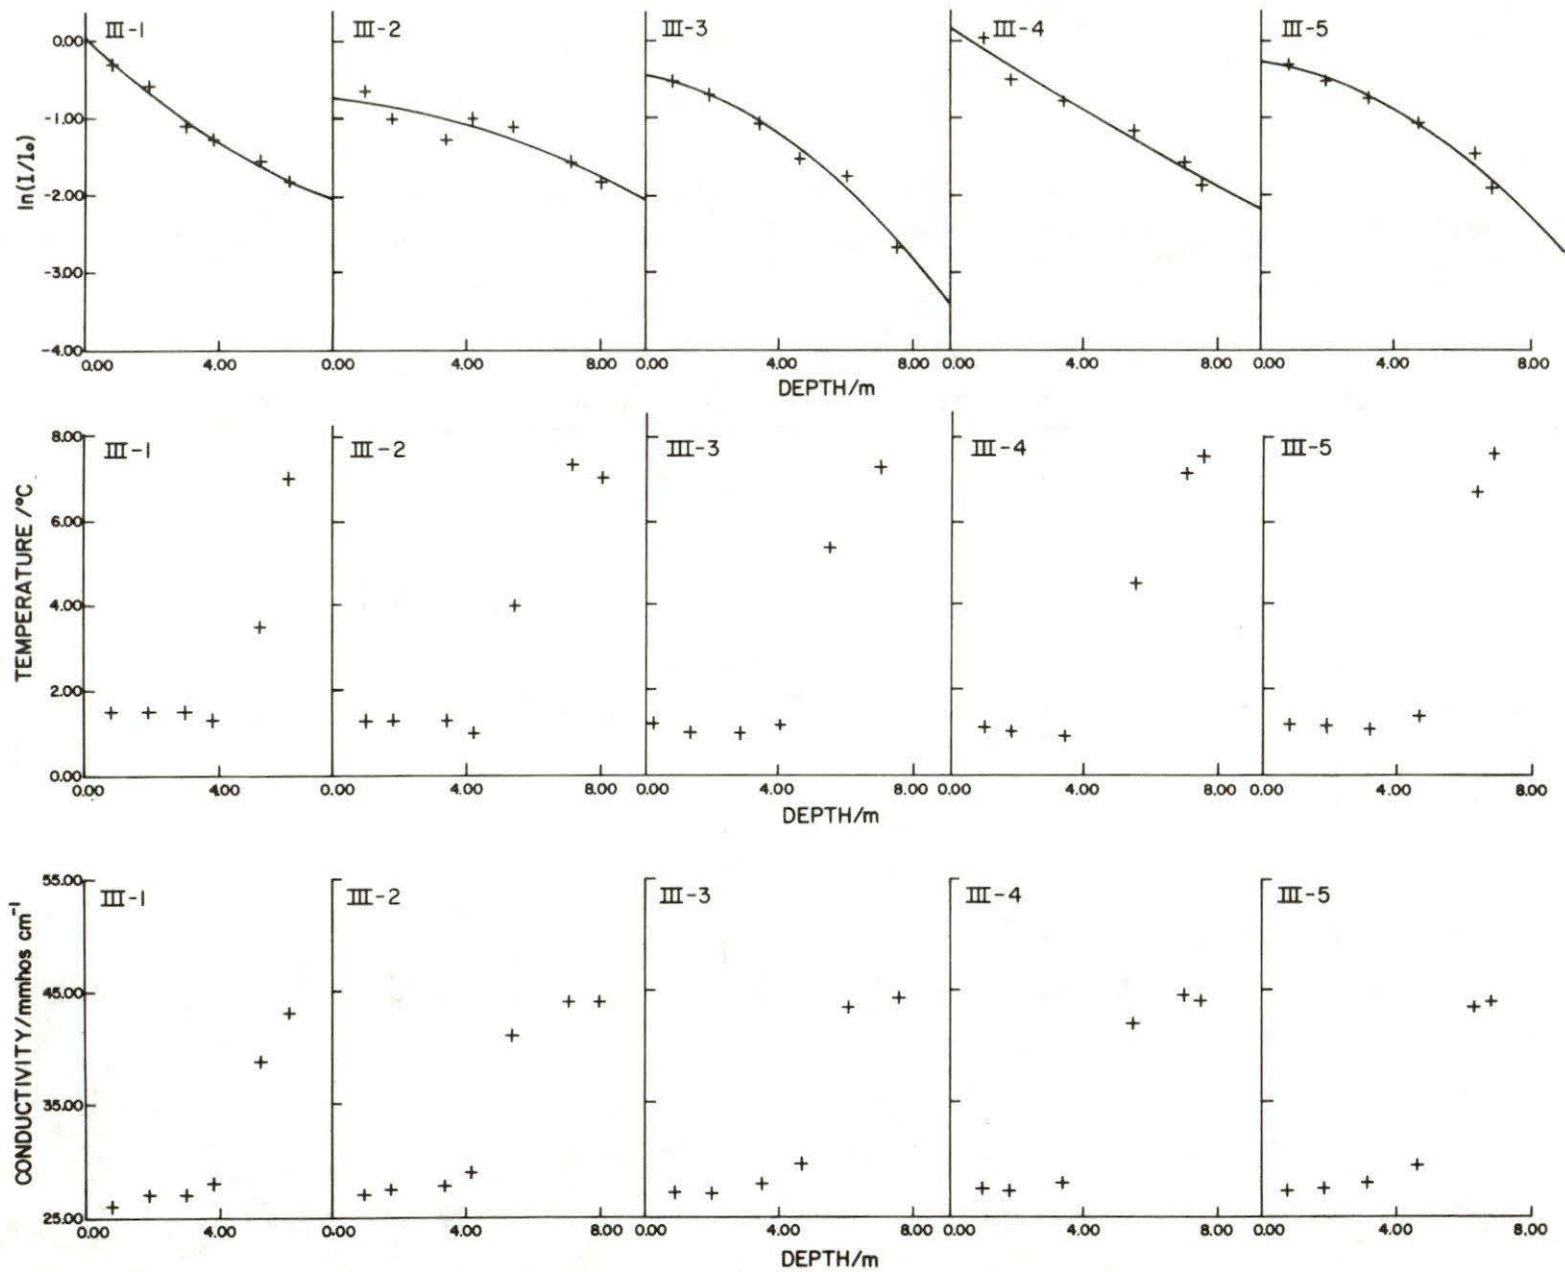 III-1 III-2 III-3 III-4 III-5
ln(I/I₀)
0.00
-1.00
-2.00
-3.00
-4.00
0.00 4.00 0.00 4.00 8.00 0.00 4.00 8.00 0.00 4.00 0.00 4.00 8.00
DEPTH/m
III-1 III-2 III-3 III-4 III-5
TEMPERATURE /°C
8.00
6.00
4.00
2.00
0.00
0.00 4.00 0.00 4.00 8.00 0.00 4.00 8.00 0.00 4.00 8.00 0.00 4.00 8.00
DEPTH/m
III-1 III-2 III-3 III-4 III-5
CONDUCTIVITY/mmhos cm⁻¹
55.00
45.00
35.00
25.00
0.00 4.00 0.00 4.00 8.00 0.00 4.00 8.00 0.00 4.00 8.00 0.00 4.00 8.00
DEPTH/m